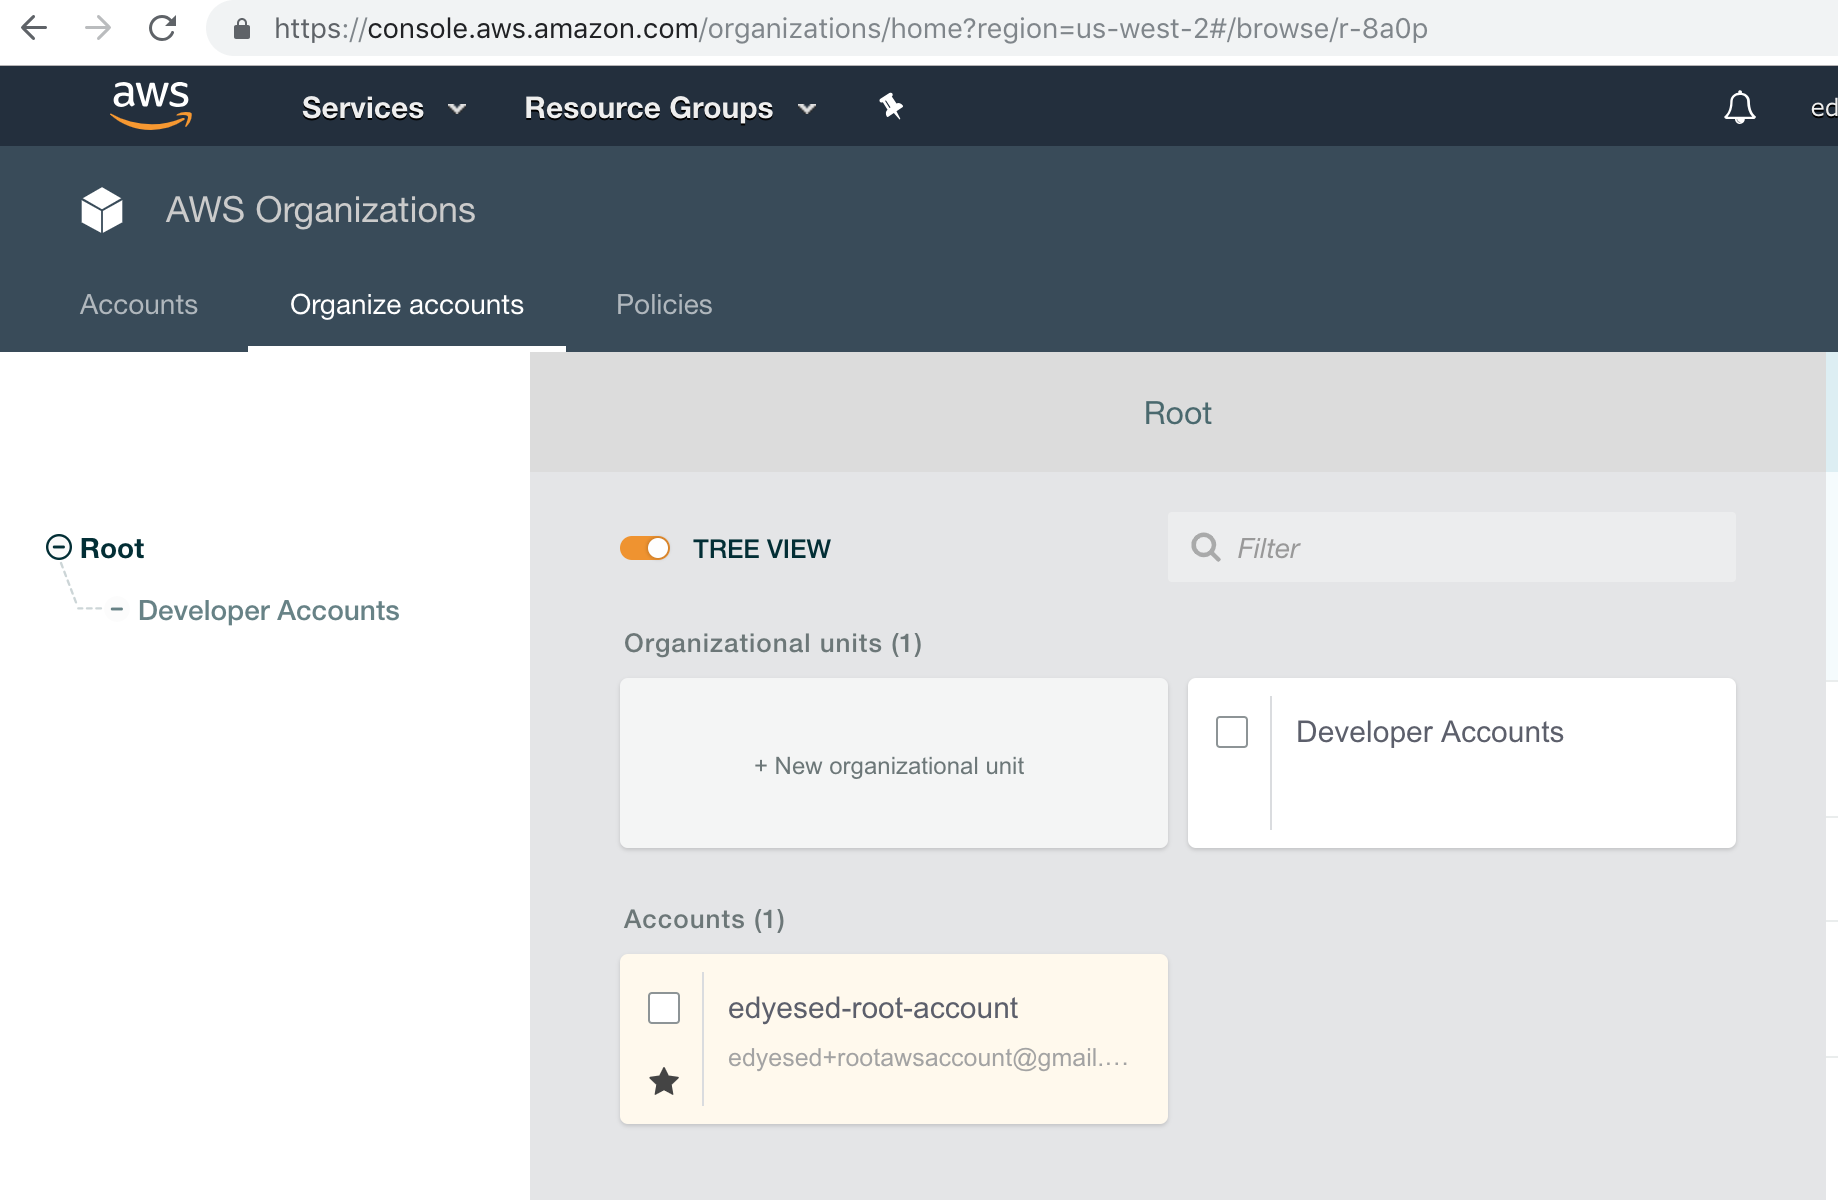 https://console.aws.amazon.com/organizations/home?region=us-west-2#/browse/r-8a0p
aws Services Resource Groups ed
AWS Organizations
Accounts Organize accounts Policies
Root
Root
Developer Accounts
TREE VIEW Filter
Organizational units (1)
+ New organizational unit
Developer Accounts
Accounts (1)
edyesed-root-account
edyesed+rootawsaccount@gmail....